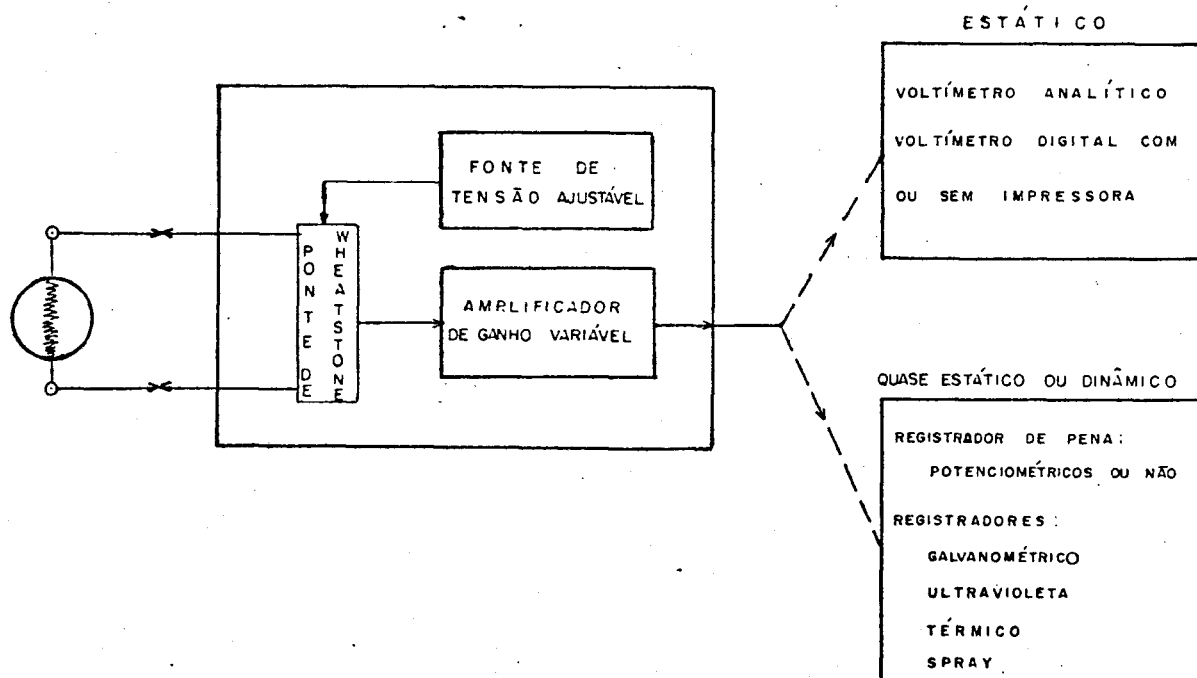 ESTÁTICO
VOLTÍMETRO ANALÍTICO
VOLTÍMETRO DIGITAL COM
OU SEM IMPRESSORA
FONTE DE
TENSÃO AJUSTÁVEL
PONTE DE
WHEATSTONE
AMPLIFICADOR
DE GANHO VARIÁVEL
QUASE ESTÁTICO OU DINÂMICO
REGISTRADOR DE PENA:
POTENCIOMÉTRICOS OU NÃO
REGISTRADORES:
GALVANOMÉTRICO
ULTRAVIOLETA
TÉRMICO
SPRAY